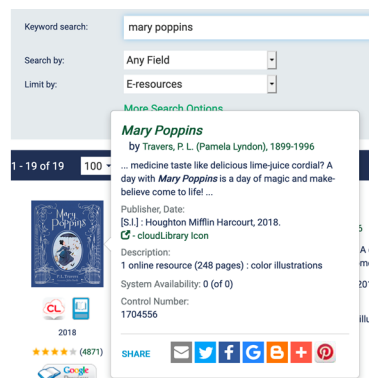 Keyword search: mary poppins
Search by: Any Field
Limit by: E-resources
More Search Options
Mary Poppins
by Travers, P. L. (Pamela Lyndon), 1899-1996
1 - 19 of 19 100
... medicine taste like delicious lime-juice cordial? A
day with Mary Poppins is a day of magic and make-
believe come to life! ...
Publisher, Date:
[S.l.] : Houghton Mifflin Harcourt, 2018.
- cloudLibrary Icon
Description:
1 online resource (248 pages) : color illustrations
System Availability: 0 (of 0)
Control Number:
1704556
SHARE
Mary
Poppins
CL
2018
(4871)
Google